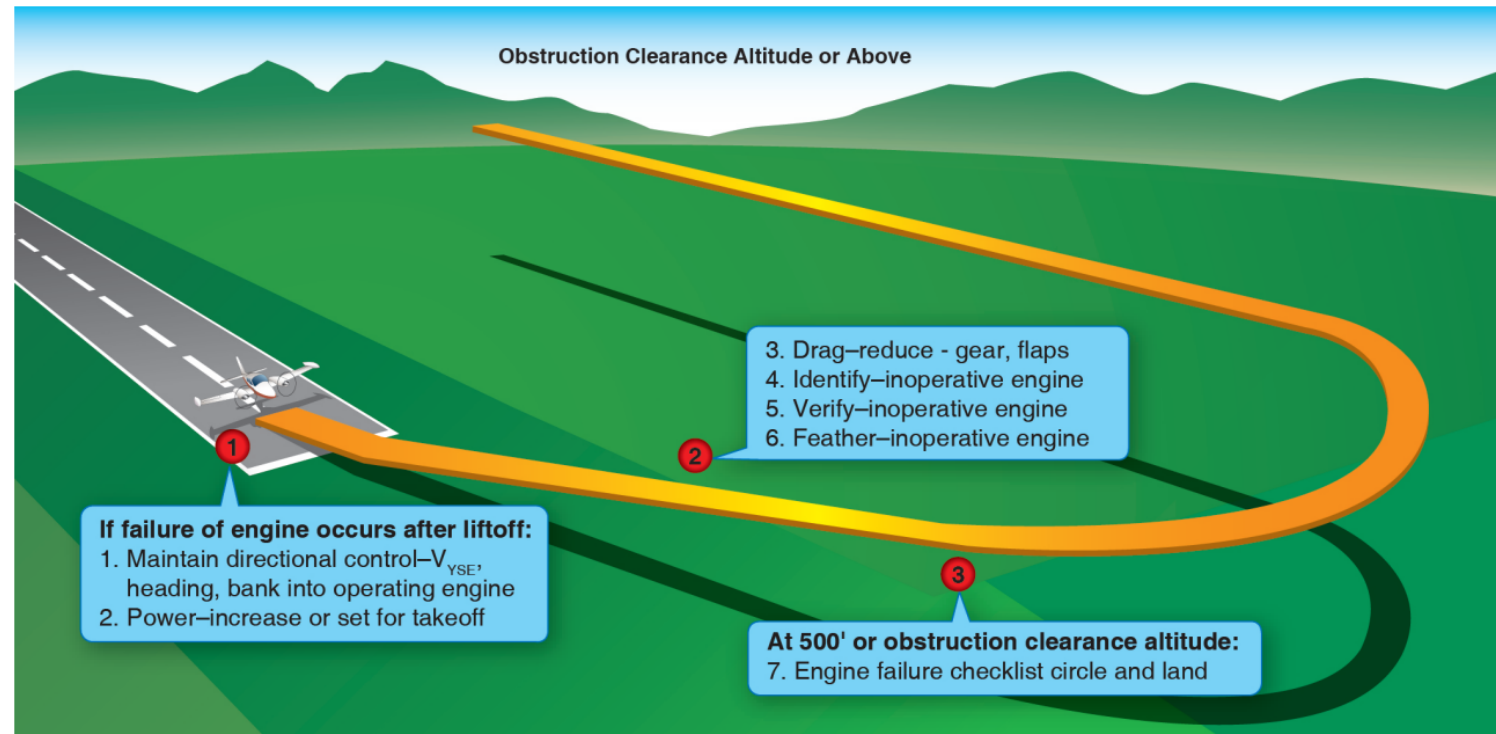 Obstruction Clearance Altitude or Above
1
If failure of engine occurs after liftoff:
1. Maintain directional control–VYSE,
heading, bank into operating engine
2. Power–increase or set for takeoff
2
3. Drag–reduce - gear, flaps
4. Identify–inoperative engine
5. Verify–inoperative engine
6. Feather–inoperative engine
3
At 500' or obstruction clearance altitude:
7. Engine failure checklist circle and land